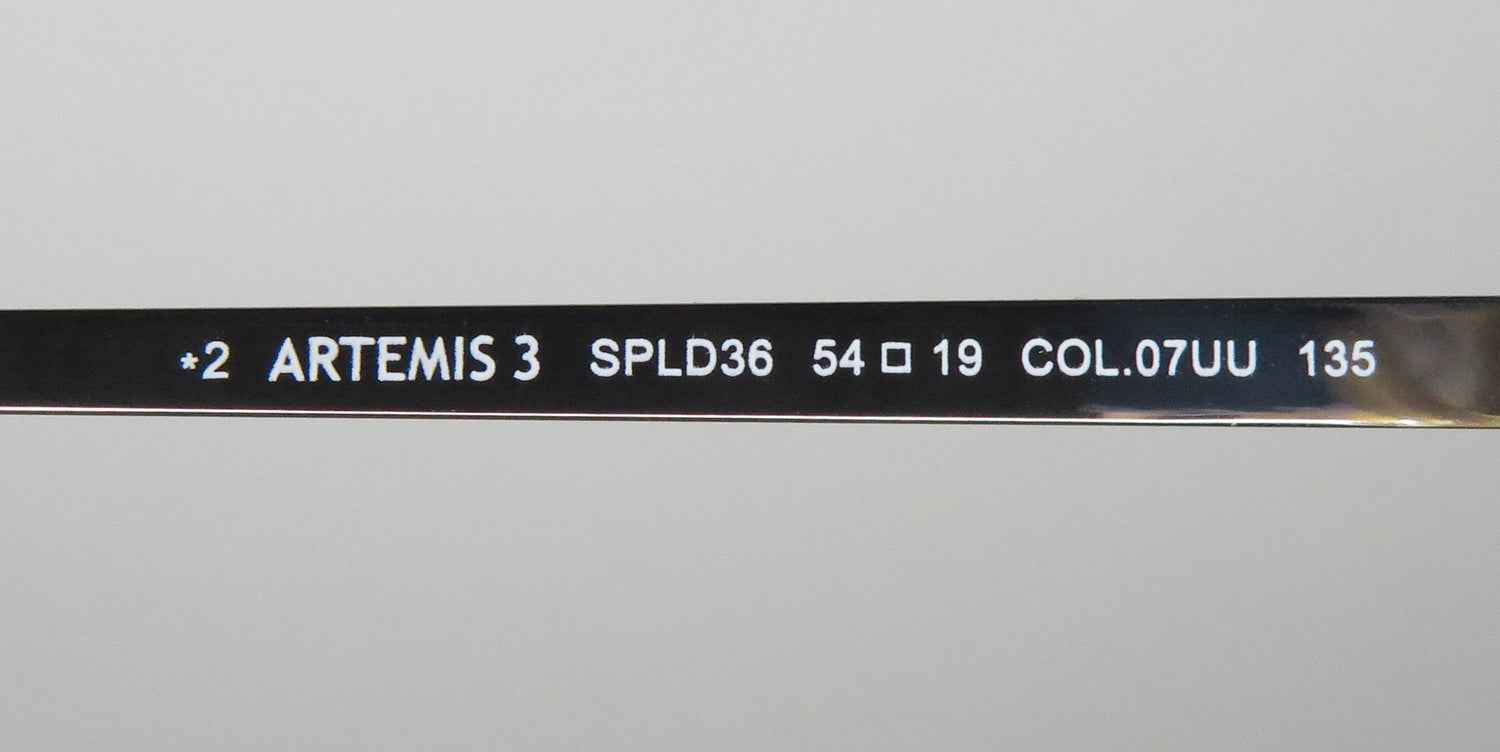 *2 ARTEMIS 3 SPLD36 54 □ 19 COL.07UU 135